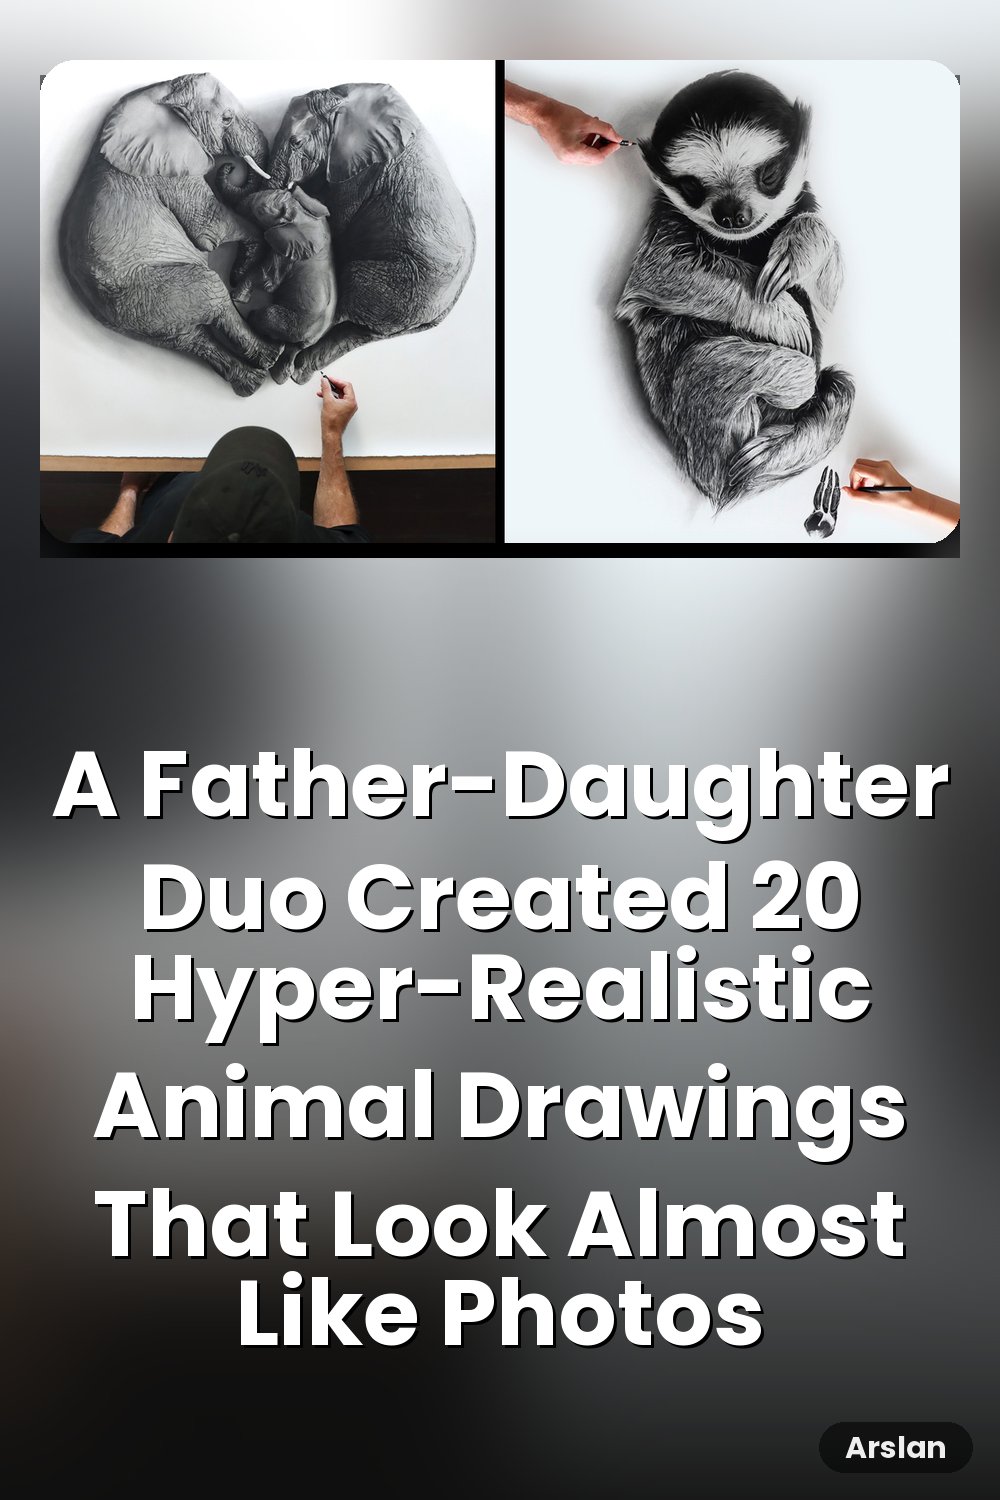 A Father-Daughter
Duo Created 20
Hyper-Realistic
Animal Drawings
That Look Almost
Like Photos
Arslan